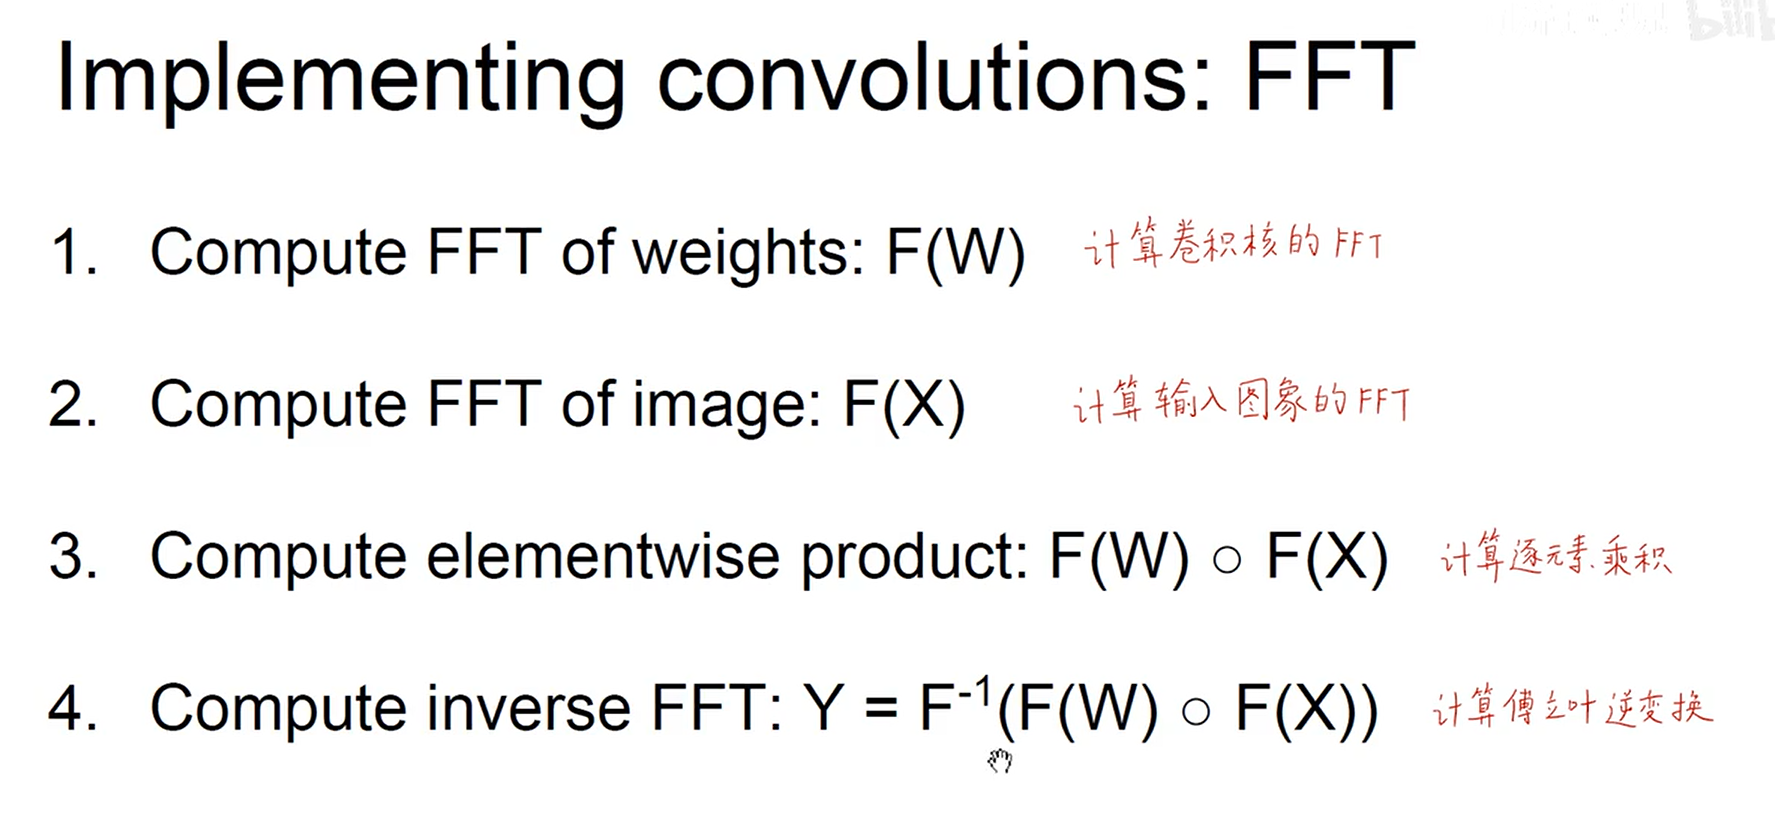 bili
Implementing convolutions: FFT
1. Compute FFT of weights: F(W) 计算卷积核的FFT
2. Compute FFT of image: F(X) 计算输入图象的FFT
3. Compute elementwise product: F(W) ○ F(X) 计算逐元素乘积
4. Compute inverse FFT: Y = F⁻¹(F(W) ○ F(X)) 计算傅立叶逆变换